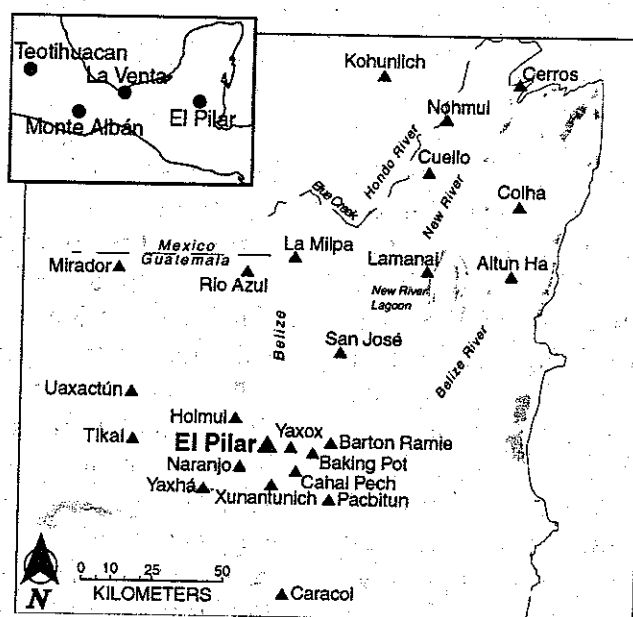 Teotihuacan
La Venta
Monte Albán
El Pilar
Kohunlich
Cerros
Nohmul
Hondo River
Cuello
New River
Blue Creek
Colha
Mexico
Guatemala
La Milpa
Mirador
Rio Azul
Lamanai
Altun Ha
New River
Lagoon
Belize
San José
Belize River
Uaxactún
Holmul
Tikal
El Pilar
Yaxox
Barton Ramie
Baking Pot
Naranjo
Cahal Pech
Yaxhá
Xunantunich
Pacbitun
0 10 25 50
KILOMETERS
N
Caracol